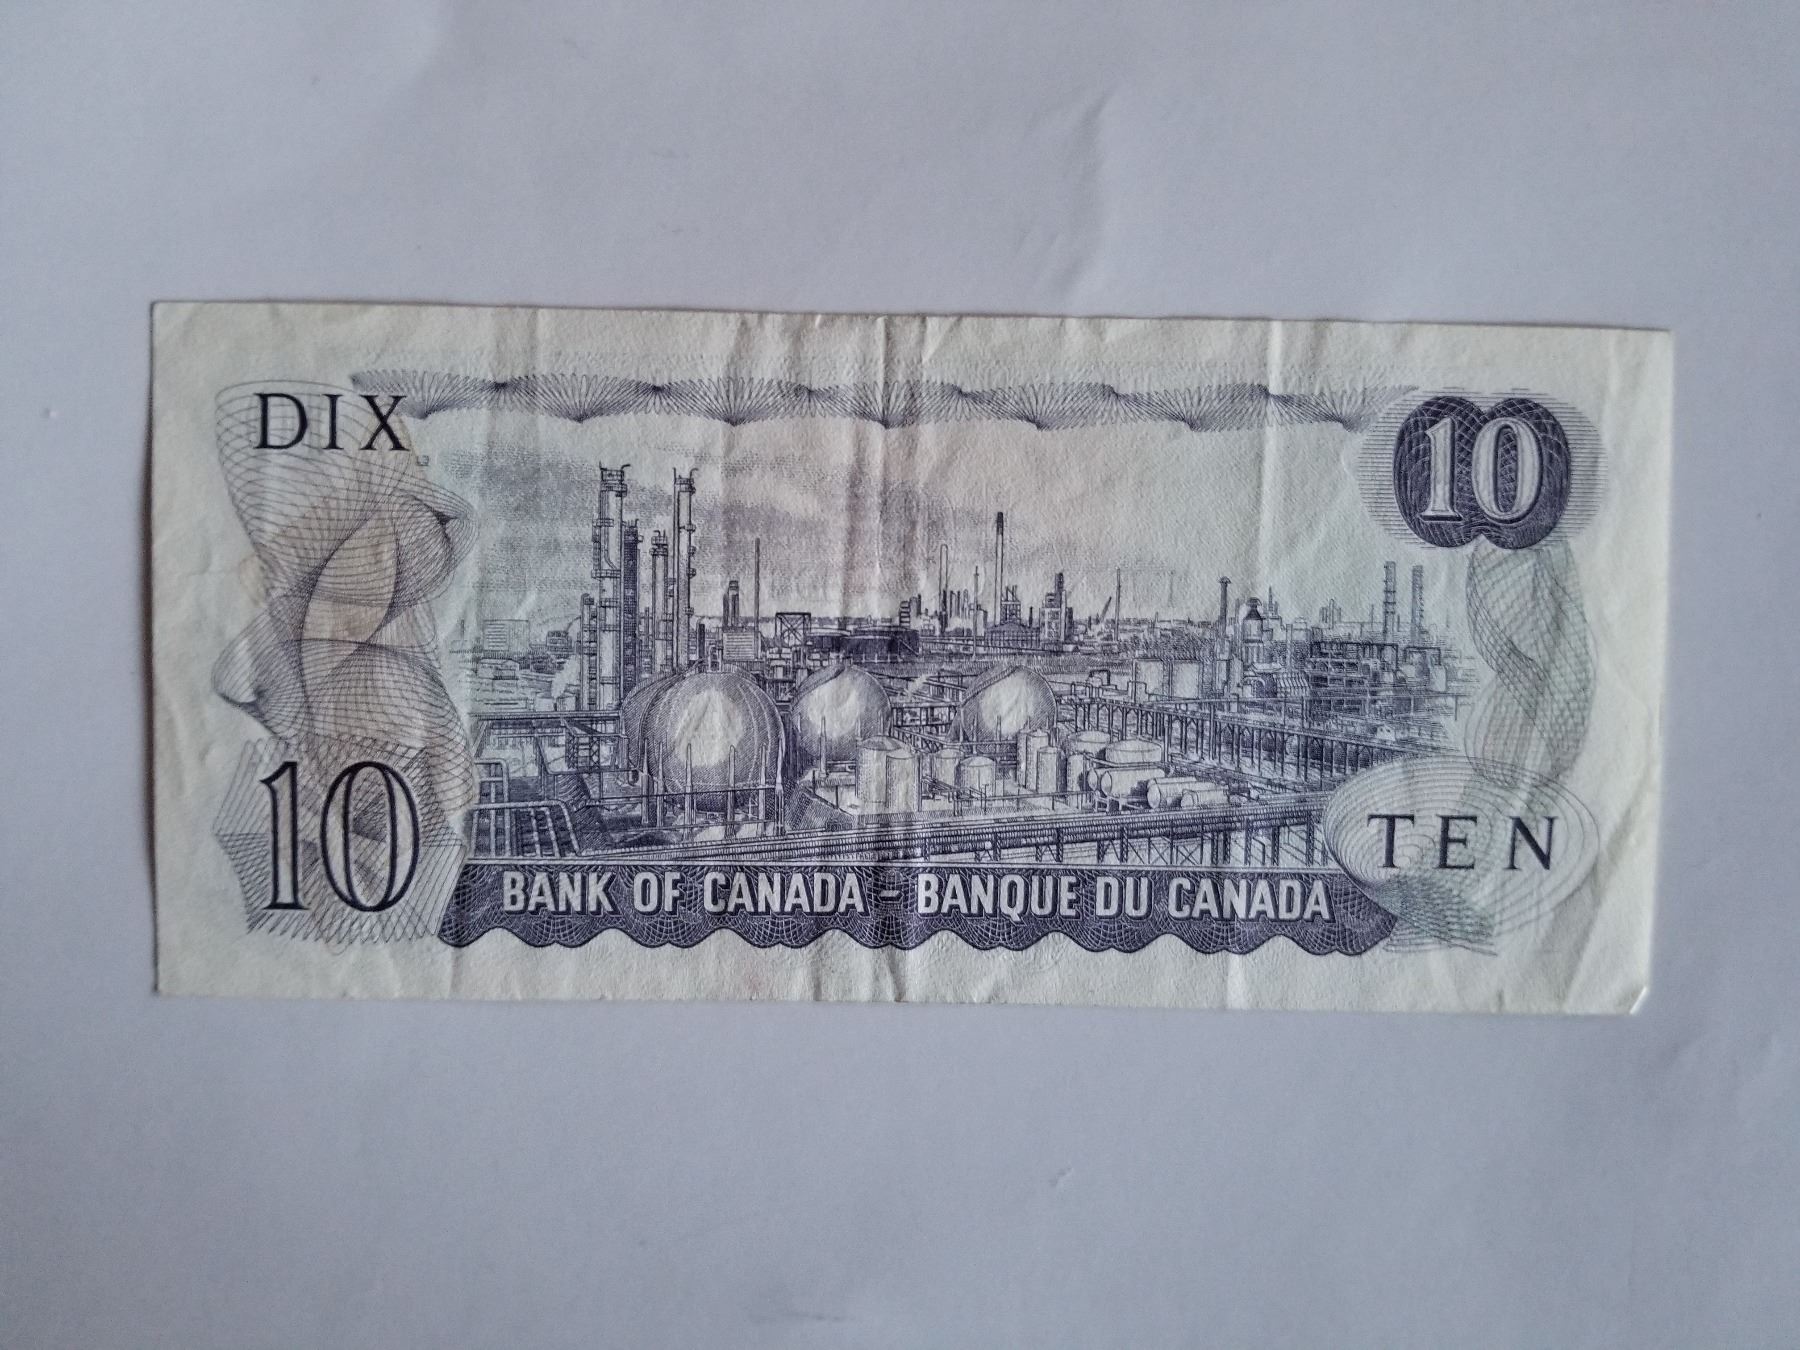 DIX
10
10
TEN
BANK OF CANADA – BANQUE DU CANADA